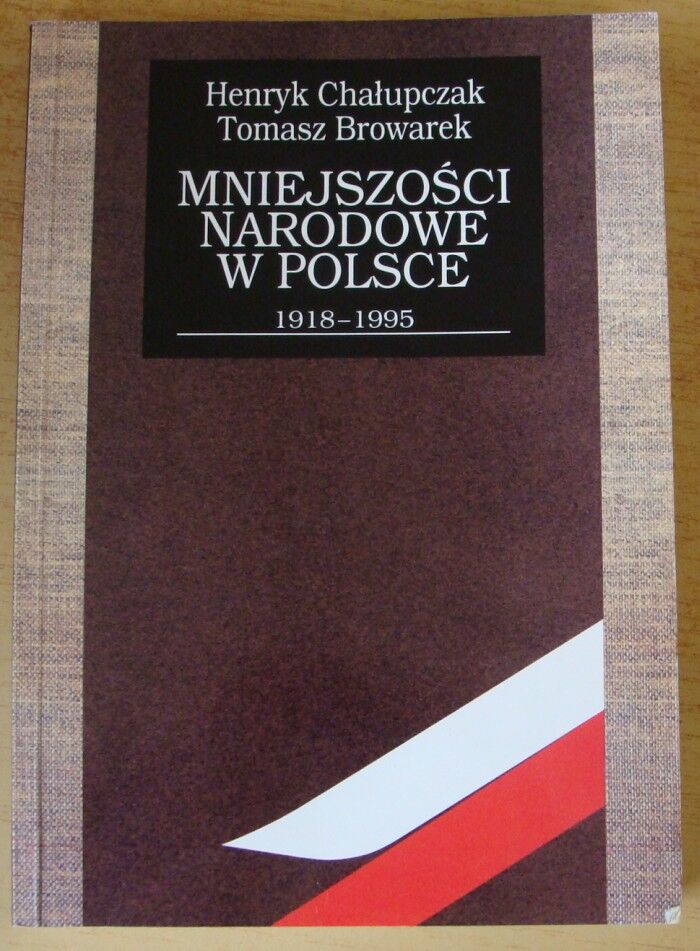 Henryk Chałupczak
Tomasz Browarek
MNIEJSZOŚCI
NARODOWE
W POLSCE
1918–1995